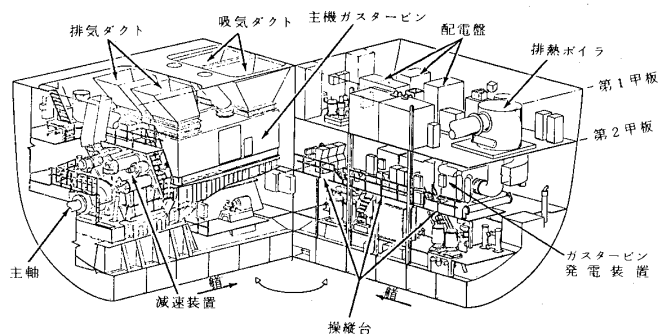 排気ダクト
吸気ダクト
主機ガスタービン
配電盤
排熱ボイラ
第1甲板
第2甲板
ガスタービン
発電装置
主軸
減速装置
艏
艏
操縦台